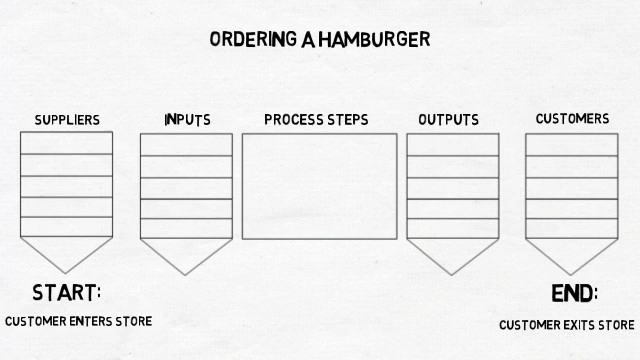 ORDERING A HAMBURGER
SUPPLIERS
INPUTS
PROCESS STEPS
OUTPUTS
CUSTOMERS
START:
CUSTOMER ENTERS STORE
END:
CUSTOMER EXITS STORE